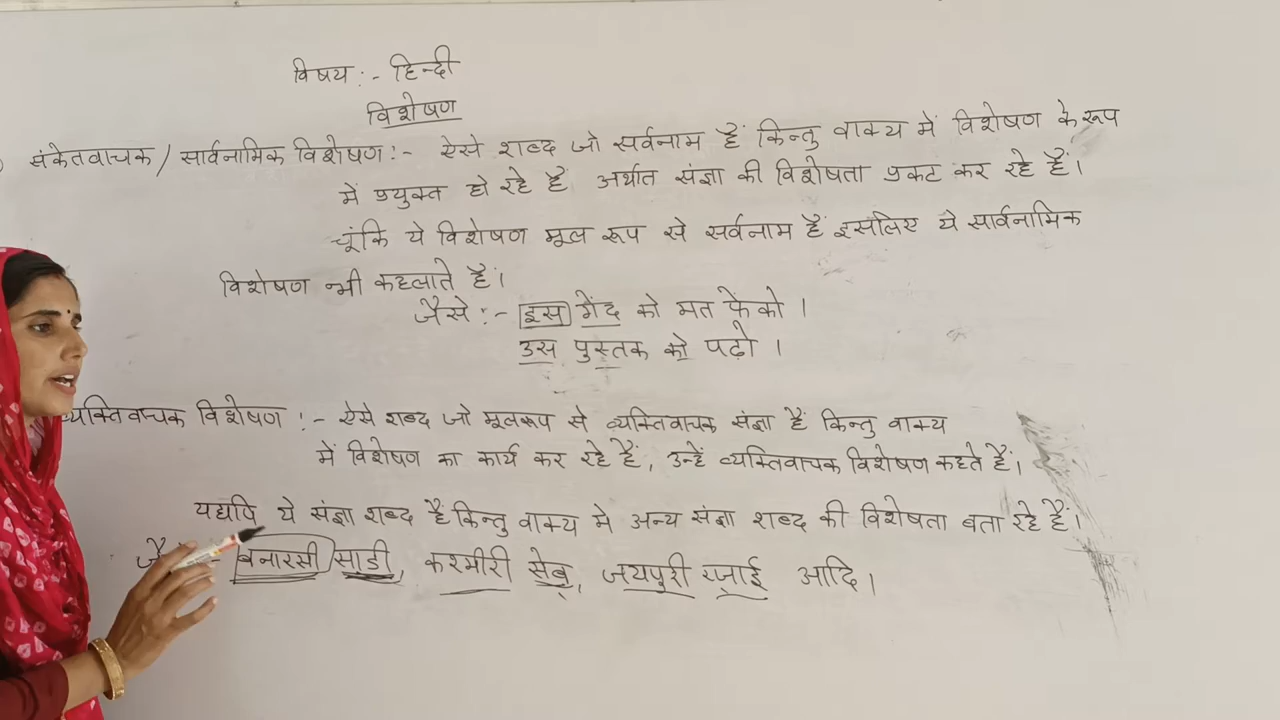 विषय :- हिन्दी
विशेषण
संकेतवाचक / सार्वनामिक विशेषण :- ऐसे शब्द जो सर्वनाम हैं किन्तु वाक्य में विशेषण के रूप
में प्रयुक्त हो रहे हैं अर्थात संज्ञा की विशेषता प्रकट कर रहे हैं।
चूंकि ये विशेषण मूल रूप से सर्वनाम हैं इसलिए ये सार्वनामिक
विशेषण भी कहलाते हैं।
जैसे :- इस गेंद को मत फेंको ।
उस पुस्तक को पढ़ो ।
व्यक्तिवाचक विशेषण :- ऐसे शब्द जो मूलरूप से व्यक्तिवाचक संज्ञा हैं किन्तु वाक्य
में विशेषण का कार्य कर रहे हैं, उन्हें व्यक्तिवाचक विशेषण कहते हैं।
यद्यपि ये संज्ञा शब्द है किन्तु वाक्य मे अन्य संज्ञा शब्द की विशेषता बता रहे हैं।
बनारसी साडी, कश्मीरी सेब, जयपुरी रजाई आदि।